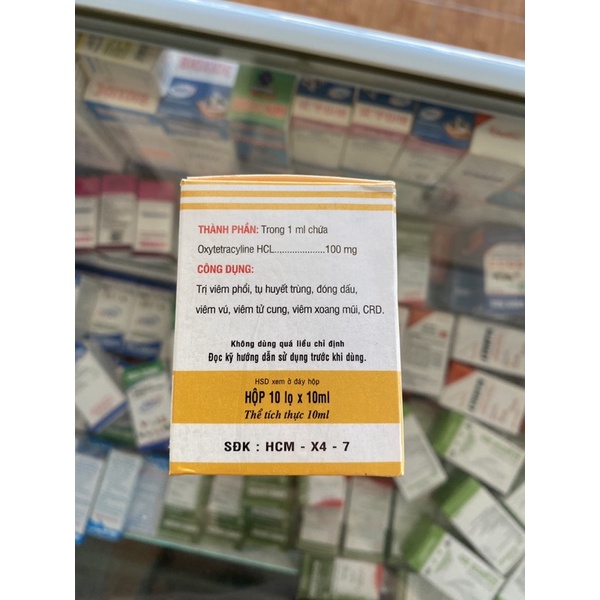 THÀNH PHẦN: Trong 1 ml chứa
Oxytetracyline HCL.....................100 mg
CÔNG DỤNG:
Trị viêm phổi, tụ huyết trùng, đóng dấu,
viêm vú, viêm tử cung, viêm xoang mũi, CRD.
Không dùng quá liều chỉ định
Đọc kỹ hướng dẫn sử dụng trước khi dùng.
HSD xem ở đáy hộp
HỘP 10 lọ x 10ml
Thể tích thực 10ml
SĐK : HCM - X4 - 7